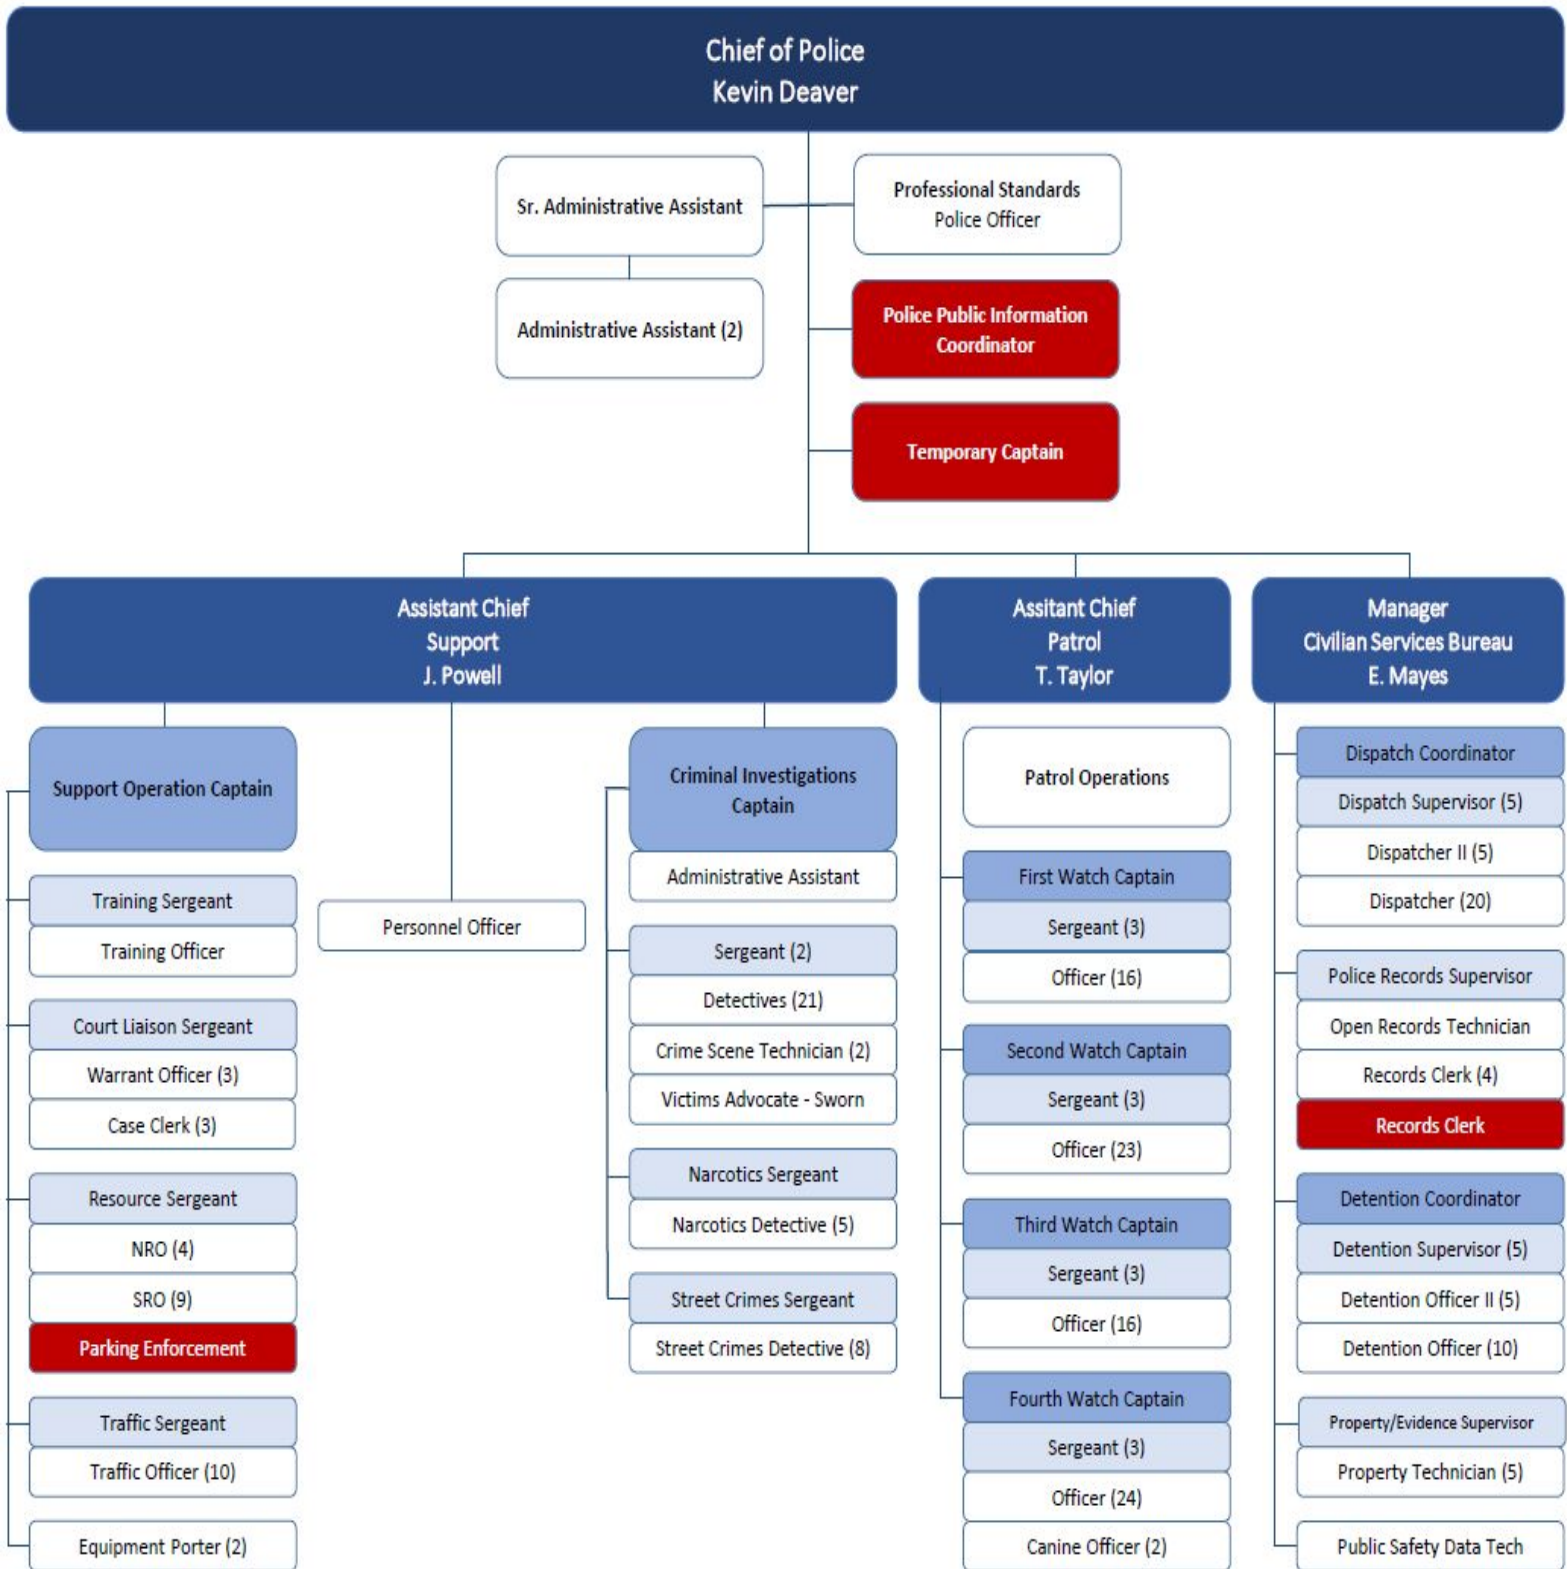 Chief of Police
Kevin Deaver
Sr. Administrative Assistant
Professional Standards
Police Officer
Administrative Assistant (2)
Police Public Information
Coordinator
Temporary Captain
Assistant Chief
Support
J. Powell
Assitant Chief
Patrol
T. Taylor
Manager
Civilian Services Bureau
E. Mayes
Support Operation Captain
Training Sergeant
Training Officer
Court Liaison Sergeant
Warrant Officer (3)
Case Clerk (3)
Resource Sergeant
NRO (4)
SRO (9)
Parking Enforcement
Traffic Sergeant
Traffic Officer (10)
Equipment Porter (2)
Personnel Officer
Criminal Investigations
Captain
Administrative Assistant
Sergeant (2)
Detectives (21)
Crime Scene Technician (2)
Victims Advocate - Sworn
Narcotics Sergeant
Narcotics Detective (5)
Street Crimes Sergeant
Street Crimes Detective (8)
Patrol Operations
First Watch Captain
Sergeant (3)
Officer (16)
Second Watch Captain
Sergeant (3)
Officer (23)
Third Watch Captain
Sergeant (3)
Officer (16)
Fourth Watch Captain
Sergeant (3)
Officer (24)
Canine Officer (2)
Dispatch Coordinator
Dispatch Supervisor (5)
Dispatcher II (5)
Dispatcher (20)
Police Records Supervisor
Open Records Technician
Records Clerk (4)
Records Clerk
Detention Coordinator
Detention Supervisor (5)
Detention Officer II (5)
Detention Officer (10)
Property/Evidence Supervisor
Property Technician (5)
Public Safety Data Tech